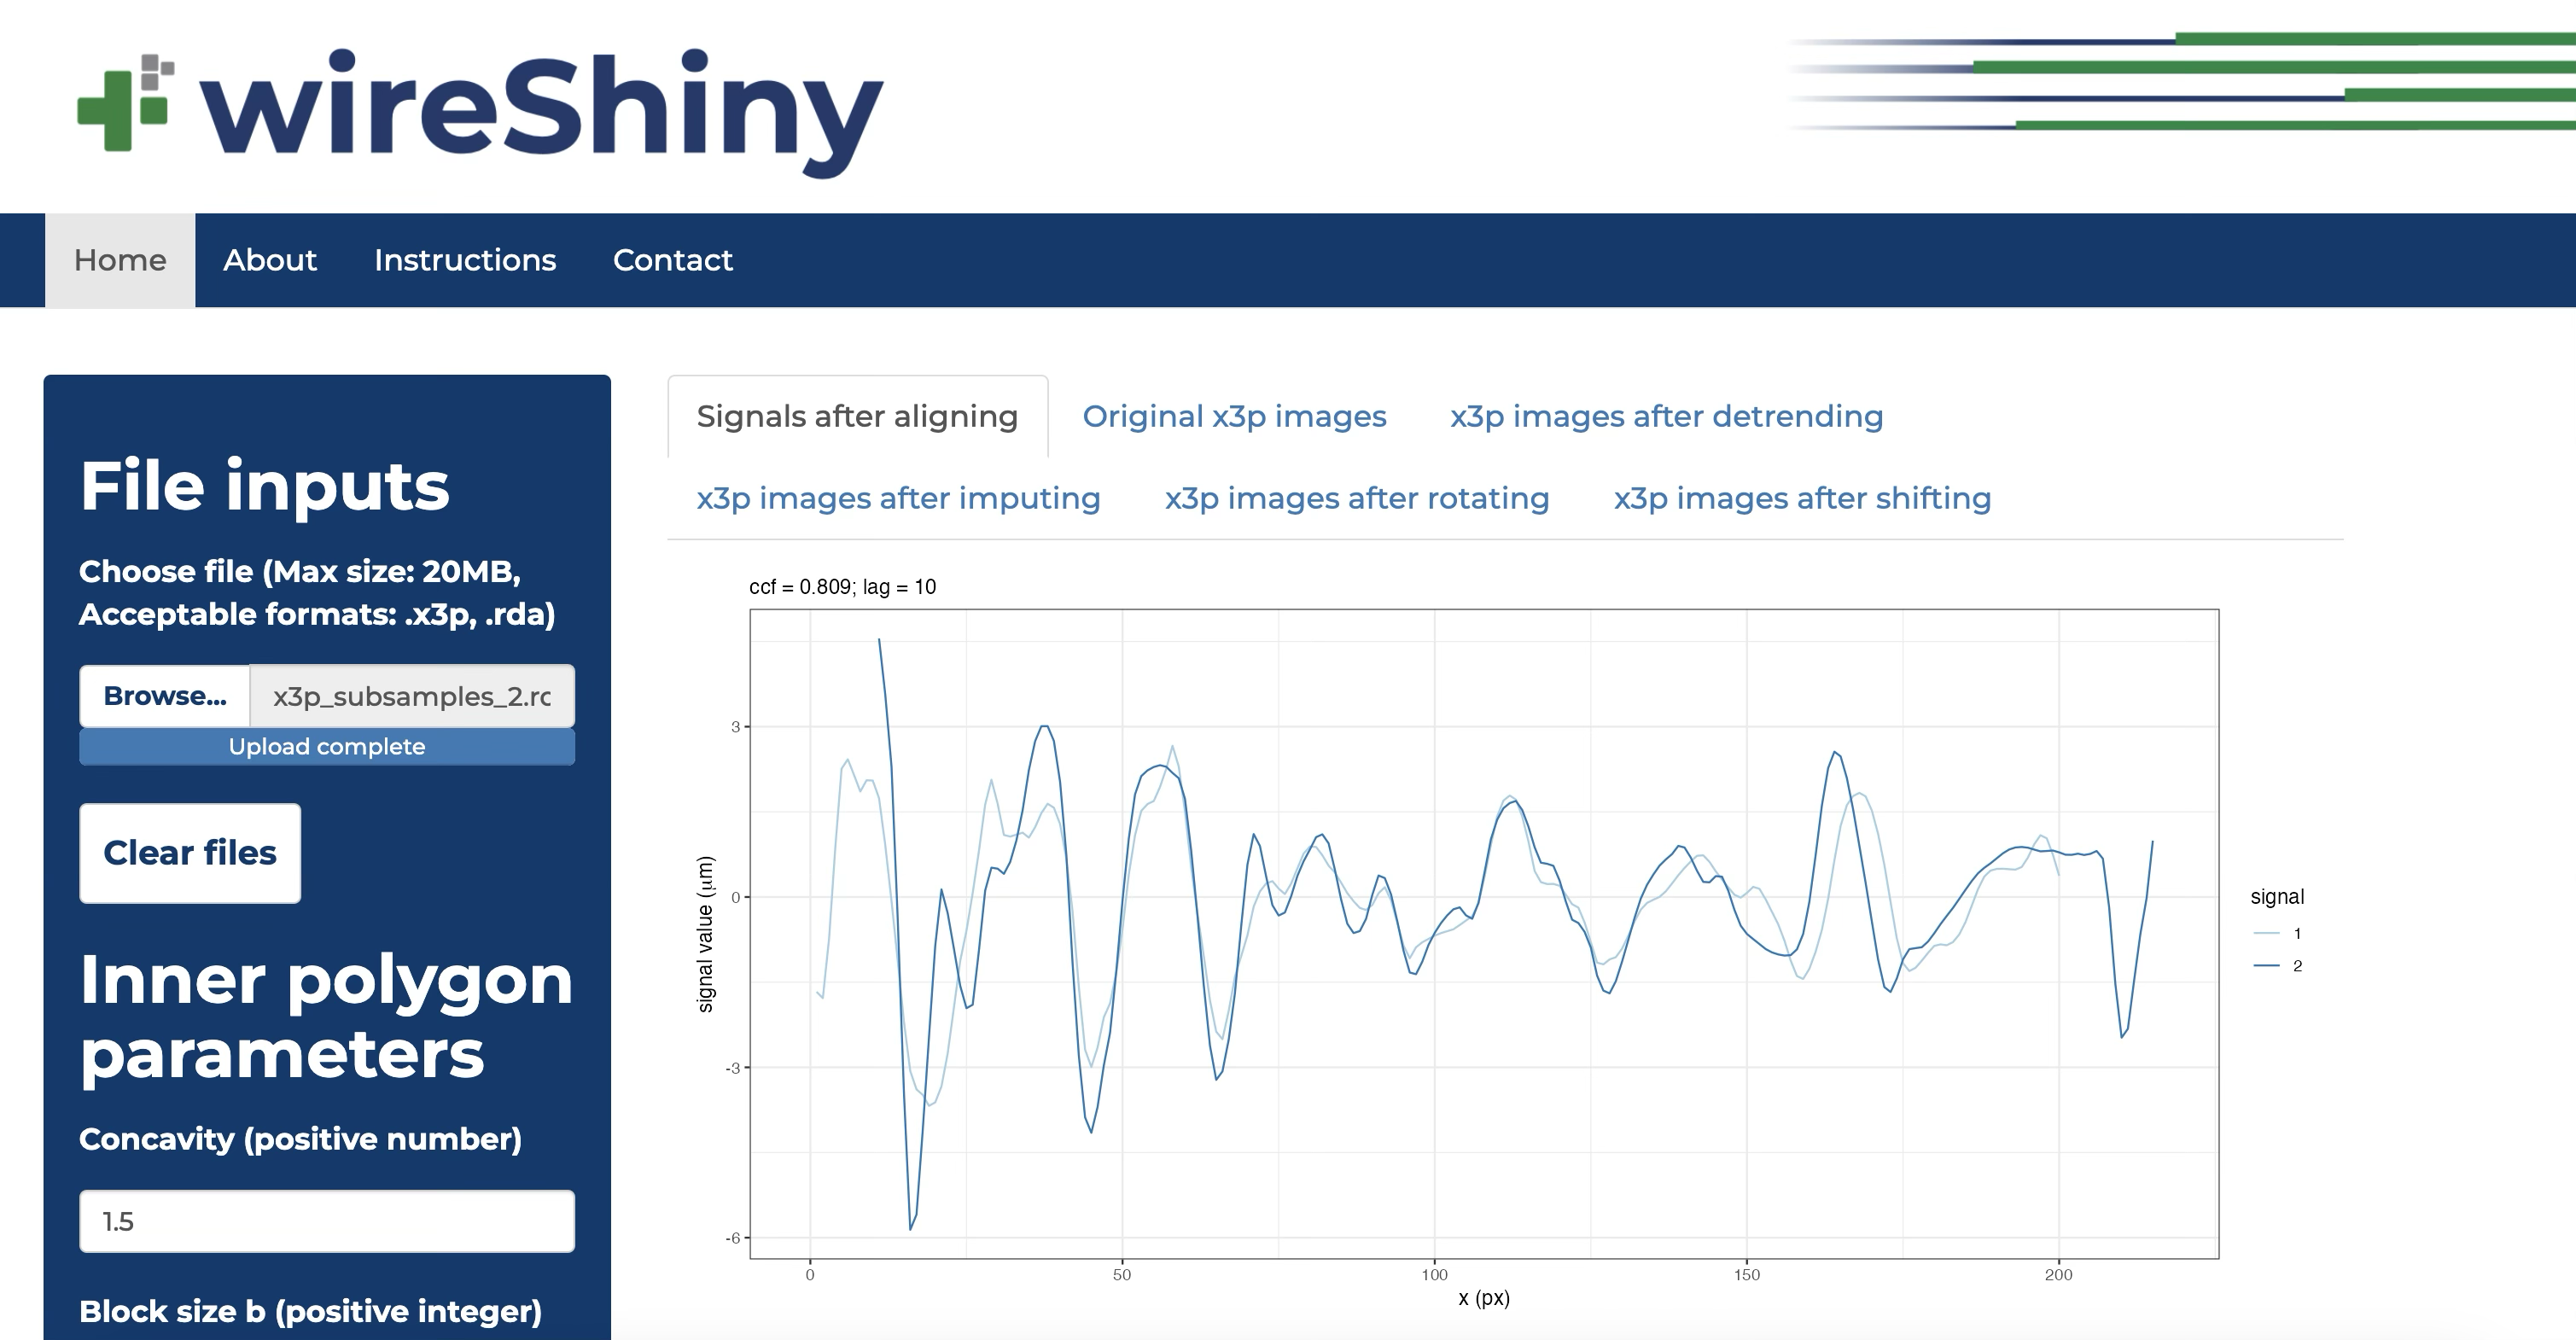 wireShiny
Home About Instructions Contact
File inputs
Choose file (Max size: 20MB,
Acceptable formats: .x3p, .rda)
Browse... x3p_subsamples_2.rc
Upload complete
Clear files
Inner polygon
parameters
Concavity (positive number)
1.5
Block size b (positive integer)
Signals after aligning Original x3p images x3p images after detrending
x3p images after imputing x3p images after rotating x3p images after shifting
ccf = 0.809; lag = 10
signal value (μm)
3
0
-3
-6
0 50 100 150 200
x (px)
signal
1
2